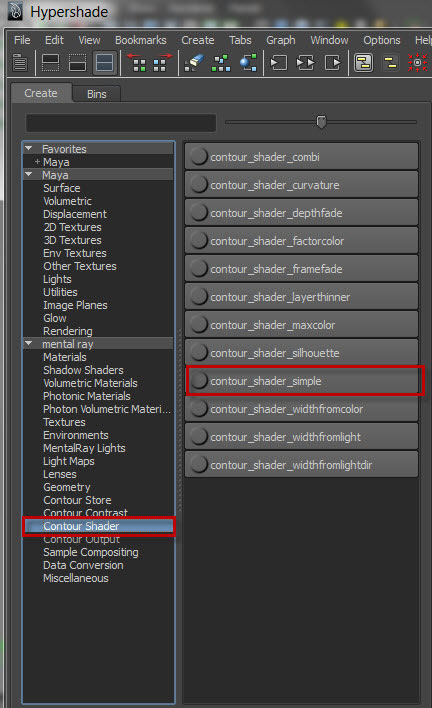 Hypershade
File Edit View Bookmarks Create Tabs Graph Window Options Help
Create Bins
Favorites
+ Maya
Maya
Surface
Volumetric
Displacement
2D Textures
3D Textures
Env Textures
Other Textures
Lights
Utilities
Image Planes
Glow
Rendering
mental ray
Materials
Shadow Shaders
Volumetric Materials
Photonic Materials
Photon Volumetric Materi...
Textures
Environments
MentalRay Lights
Light Maps
Lenses
Geometry
Contour Store
Contour Contrast
Contour Shader
Contour Output
Sample Compositing
Data Conversion
Miscellaneous
contour_shader_combi
contour_shader_curvature
contour_shader_depthfade
contour_shader_factorcolor
contour_shader_framefade
contour_shader_layerthinner
contour_shader_maxcolor
contour_shader_silhouette
contour_shader_simple
contour_shader_widthfromcolor
contour_shader_widthfromlight
contour_shader_widthfromlightdir